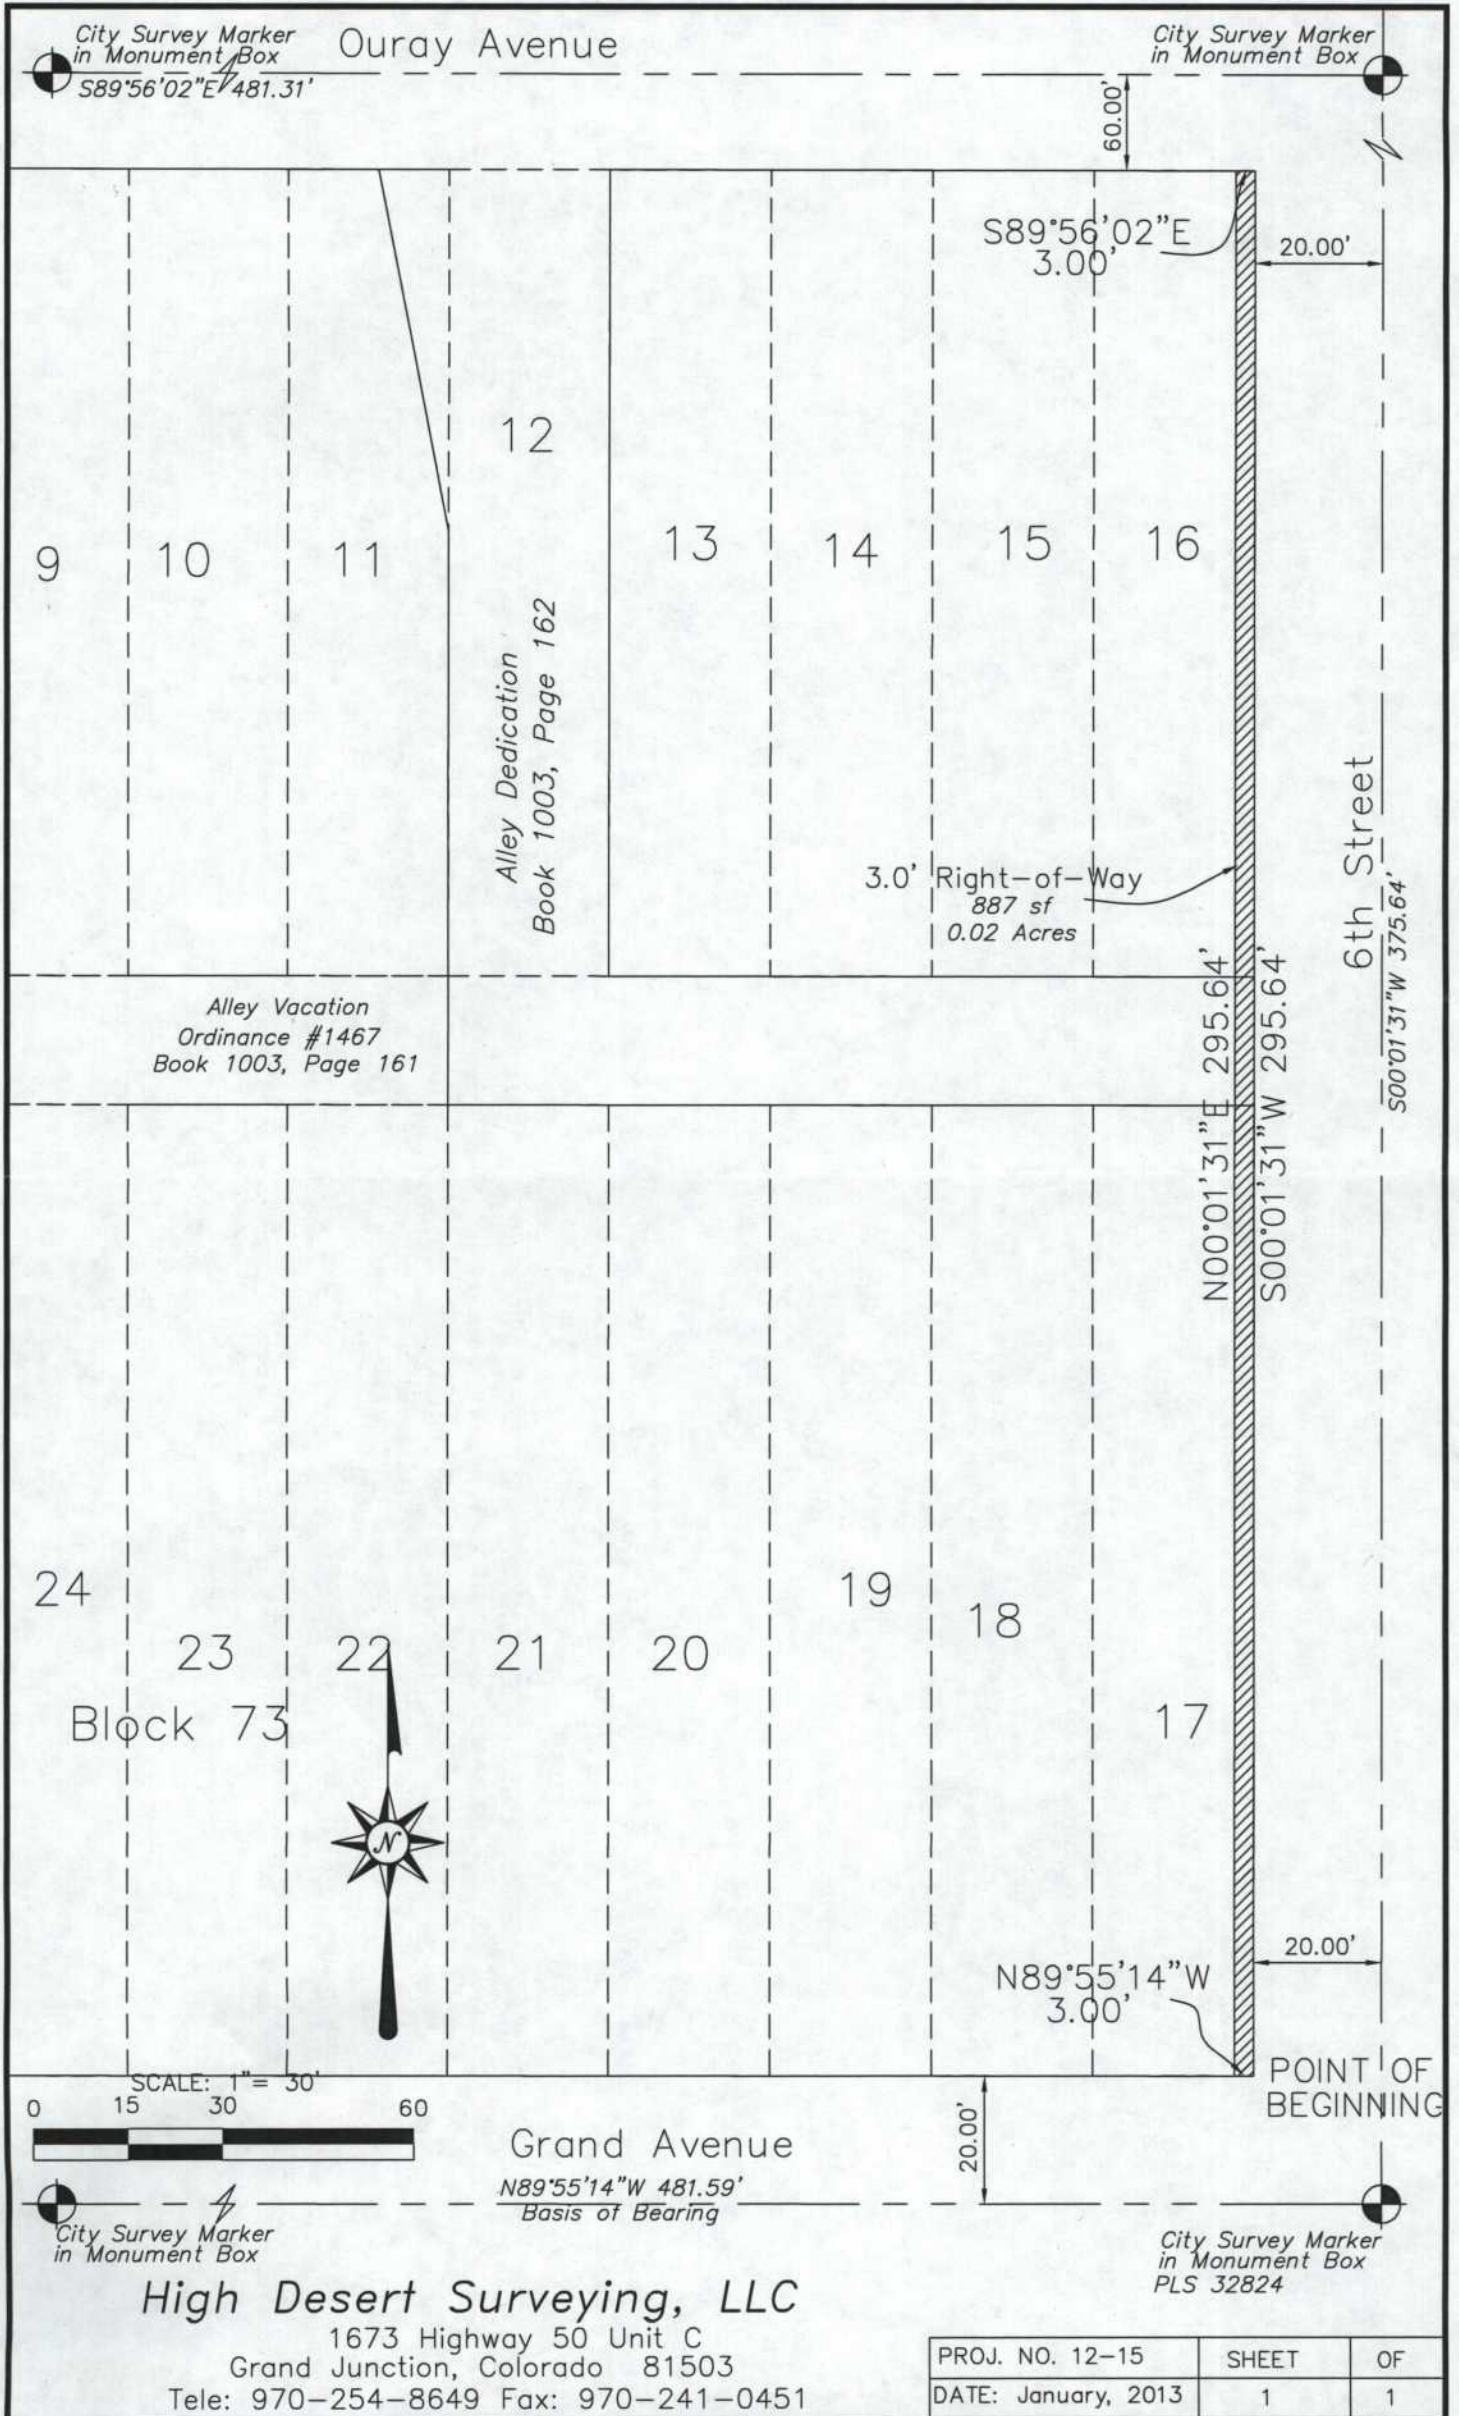 City Survey Marker
in Monument Box
S89°56'02"E 481.31'
Ouray Avenue
City Survey Marker
in Monument Box
60.00'
S89°56'02"E
3.00'
20.00'
12
9
10
11
13
14
15
16
Alley Dedication
Book 1003, Page 162
3.0' Right-of-Way
887 sf
0.02 Acres
6th Street
S00°01'31"W 375.64'
N00°01'31"E 295.64'
S00°01'31"W 295.64'
Alley Vacation
Ordinance #1467
Book 1003, Page 161
24
23
22
21
20
19
18
17
Block 73
N
20.00'
N89°55'14"W
3.00'
POINT OF
BEGINNING
SCALE: 1"= 30'
0 15 30 60
Grand Avenue
20.00'
N89°55'14"W 481.59'
Basis of Bearing
City Survey Marker
in Monument Box
City Survey Marker
in Monument Box
PLS 32824
High Desert Surveying, LLC
1673 Highway 50 Unit C
Grand Junction, Colorado 81503
Tele: 970-254-8649 Fax: 970-241-0451
PROJ. NO. 12-15 SHEET OF
DATE: January, 2013 1 1